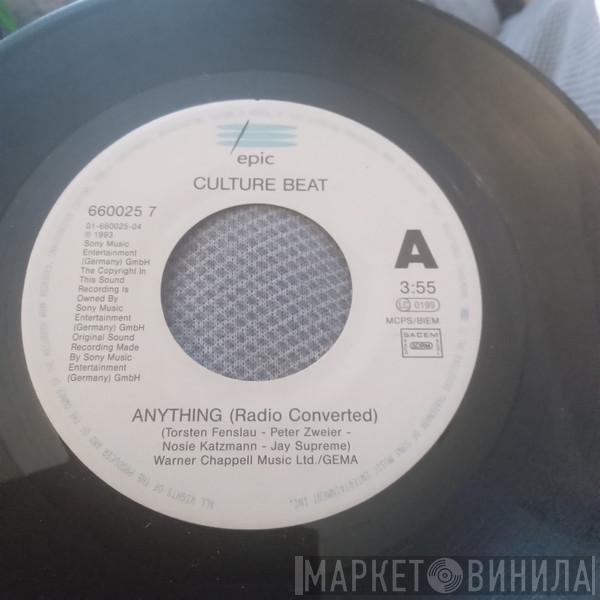 epic
CULTURE BEAT
660025 7
01-660025-04
℗ 1993
Sony Music
Entertainment
(Germany) GmbH
The Copyright In
This Sound
Recording Is
Owned By
Sony Music
Entertainment
(Germany) GmbH
Original Sound
Recording Made
By Sony Music
Entertainment
(Germany) GmbH
A
3:55
LC 0199
MCPS/BIEM
SACEM
SDRM
ANYTHING (Radio Converted)
(Torsten Fenslau - Peter Zweier -
Nosie Katzmann - Jay Supreme)
Warner Chappell Music Ltd./GEMA
ALL RIGHTS OF THE PRODUCER AND OF THE OWNER OF THE RECORDED WORK RESERVED
МАРКЕТ ВИНИЛА